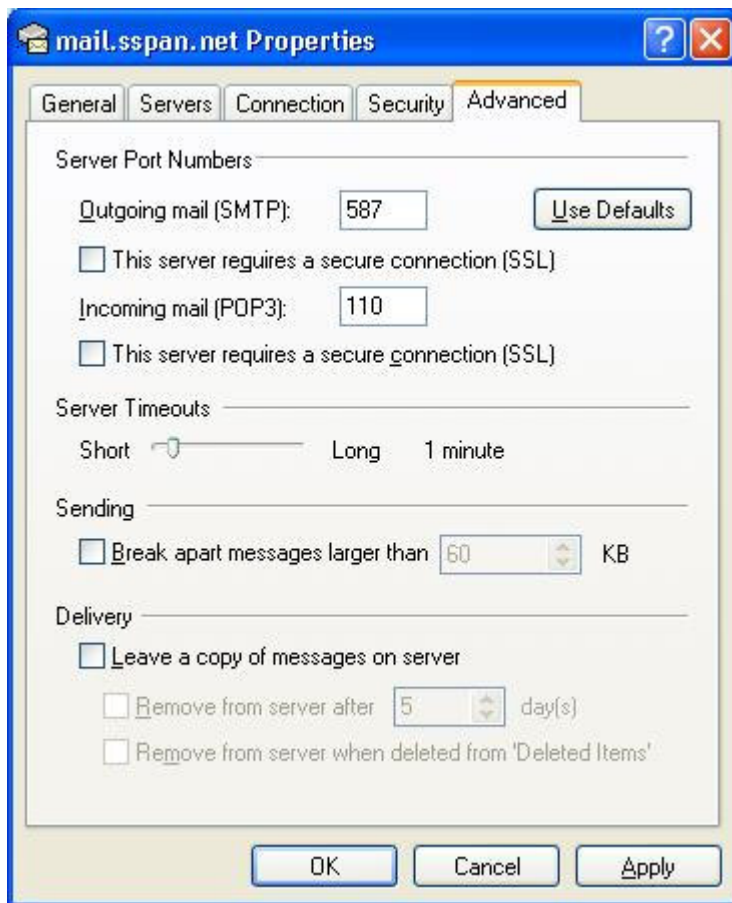 mail.sspan.net Properties
General Servers Connection Security Advanced
Server Port Numbers
Outgoing mail (SMTP): 587 Use Defaults
This server requires a secure connection (SSL)
Incoming mail (POP3): 110
This server requires a secure connection (SSL)
Server Timeouts
Short Long 1 minute
Sending
Break apart messages larger than 60 KB
Delivery
Leave a copy of messages on server
Remove from server after 5 day(s)
Remove from server when deleted from 'Deleted Items'
OK Cancel Apply